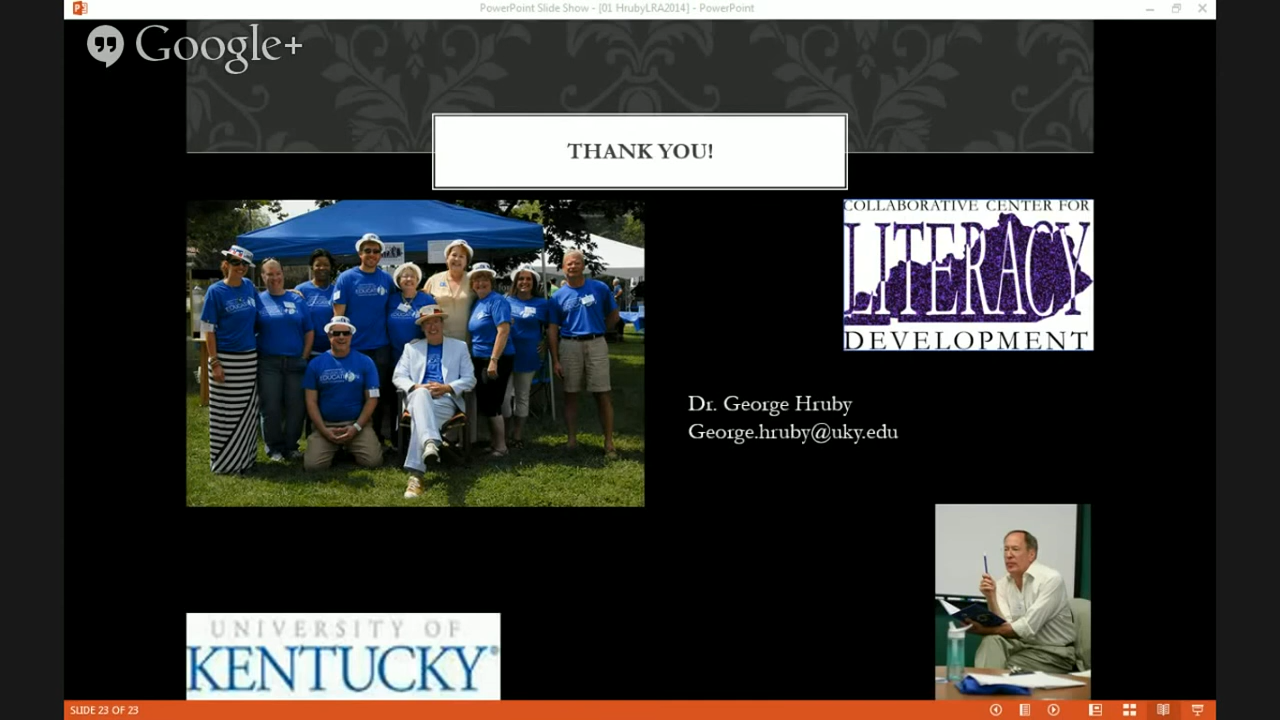 PowerPoint Slide Show - [01 HrubyLRA2014] - PowerPoint
Google+
THANK YOU!
COLLABORATIVE CENTER FOR
LITERACY
DEVELOPMENT
EDUCATION
Dr. George Hruby
George.hruby@uky.edu
UNIVERSITY OF
KENTUCKY®
SLIDE 23 OF 23